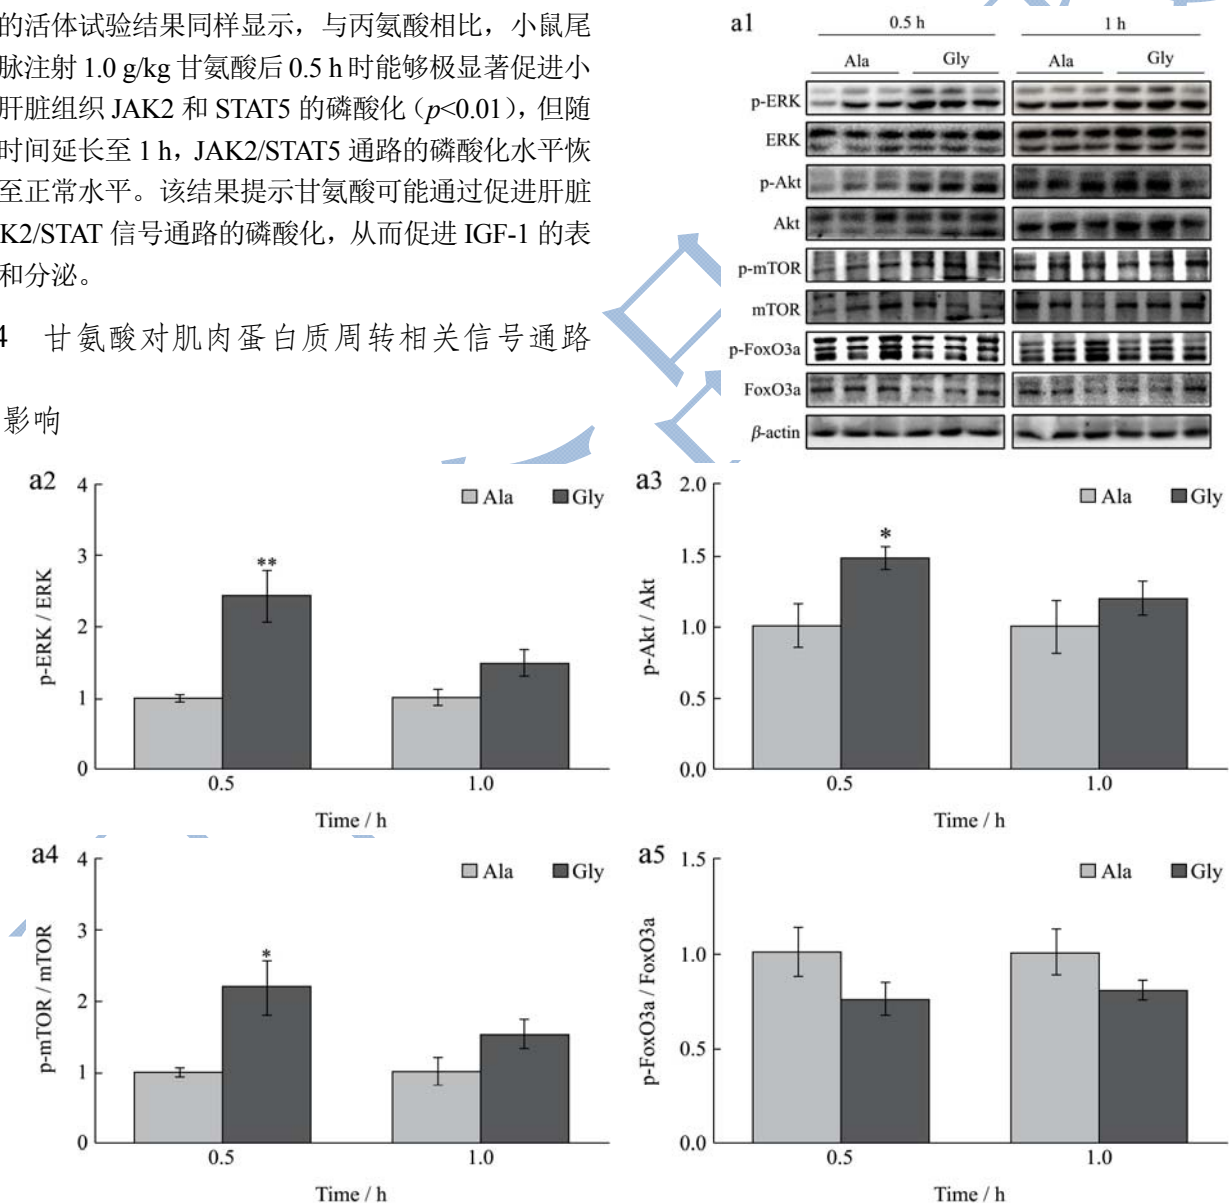 的活体试验结果同样显示，与丙氨酸相比，小鼠尾
脉注射 1.0 g/kg 甘氨酸后 0.5 h 时能够极显著促进小
肝脏组织 JAK2 和 STAT5 的磷酸化（p<0.01），但随
时间延长至 1 h，JAK2/STAT5 通路的磷酸化水平恢
至正常水平。该结果提示甘氨酸可能通过促进肝脏
K2/STAT 信号通路的磷酸化，从而促进 IGF-1 的表
和分泌。
4 甘氨酸对肌肉蛋白质周转相关信号通路
影响
a1
0.5 h 1 h
Ala Gly Ala Gly
p-ERK
ERK
p-Akt
Akt
p-mTOR
mTOR
p-FoxO3a
FoxO3a
β-actin
a2
p-ERK / ERK
4
3
2
1
0
Ala Gly
**
0.5 1.0
Time / h
a3
p-Akt / Akt
2.0
1.5
1.0
0.5
0.0
Ala Gly
*
0.5 1.0
Time / h
a4
p-mTOR / mTOR
4
3
2
1
0
Ala Gly
*
0.5 1.0
Time / h
a5
p-FoxO3a / FoxO3a
1.5
1.0
0.5
0.0
Ala Gly
0.5 1.0
Time / h